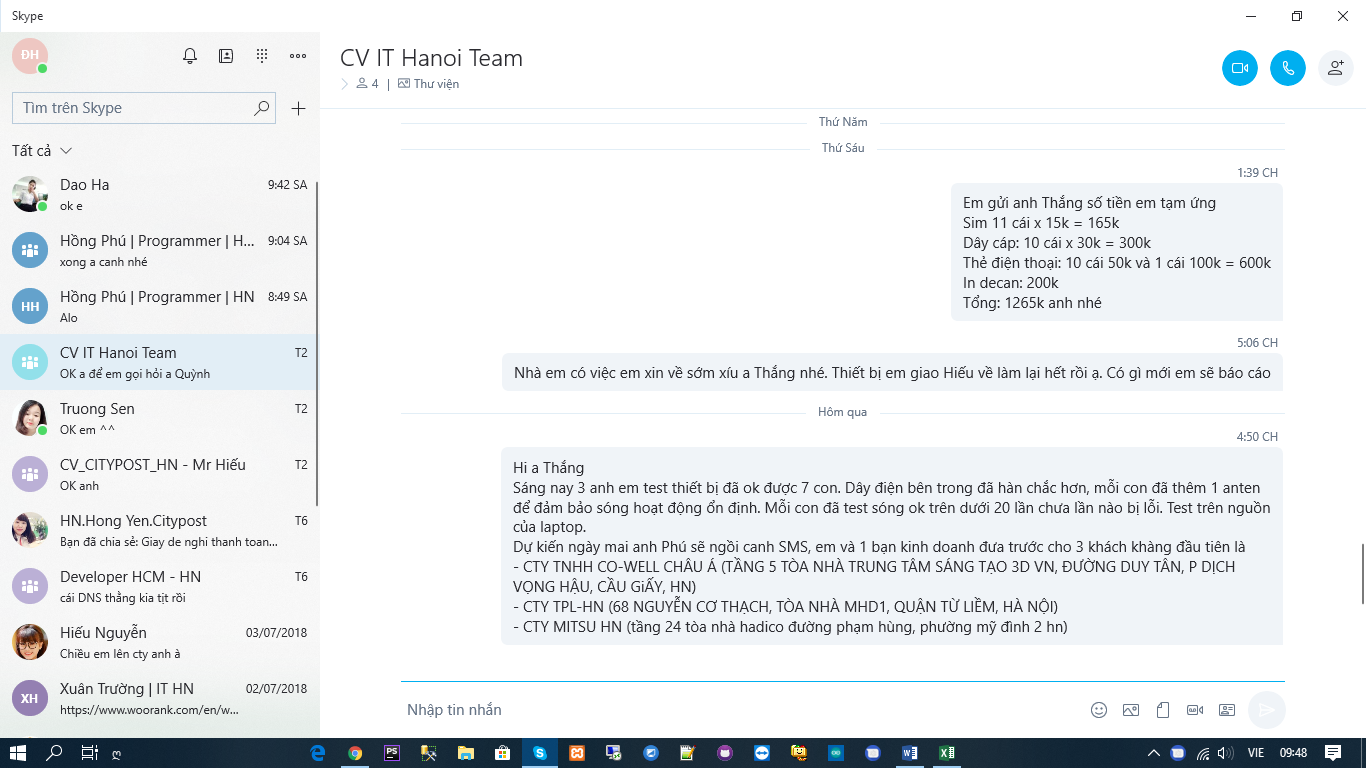 Skype
ĐH
Tìm trên Skype
Tất cả
Dao Ha
9:42 SA
ok e
Hồng Phú | Programmer | H...
9:04 SA
xong a canh nhé
HH
Hồng Phú | Programmer | HN
8:49 SA
Alo
CV IT Hanoi Team
T2
OK a để em gọi hỏi a Quỳnh
Truong Sen
T2
OK em ^^
CV_CITYPOST_HN - Mr Hiếu
T2
OK anh
HN.Hong Yen.Citypost
T6
Bạn đã chia sẻ: Giay de nghi thanh toan...
Developer HCM - HN
T6
cái DNS thằng kia tịt rồi
Hiếu Nguyễn
03/07/2018
Chiều em lên cty anh à
XH
Xuân Trường | IT HN
02/07/2018
https://www.woorank.com/en/w...
CV IT Hanoi Team
4 | Thư viện
Thứ Năm
Thứ Sáu
1:39 CH
Em gửi anh Thắng số tiền em tạm ứng
Sim 11 cái x 15k = 165k
Dây cáp: 10 cái x 30k = 300k
Thẻ điện thoại: 10 cái 50k và 1 cái 100k = 600k
In decan: 200k
Tổng: 1265k anh nhé
5:06 CH
Nhà em có việc em xin về sớm xíu a Thắng nhé. Thiết bị em giao Hiếu về làm lại hết rồi ạ. Có gì mới em sẽ báo cáo
Hôm qua
4:50 CH
Hi a Thắng
Sáng nay 3 anh em test thiết bị đã ok được 7 con. Dây điện bên trong đã hàn chắc hơn, mỗi con đã thêm 1 anten
để đảm bảo sóng hoạt động ổn định. Mỗi con đã test sóng ok trên dưới 20 lần chưa lần nào bị lỗi. Test trên nguồn
của laptop.
Dự kiến ngày mai anh Phú sẽ ngồi canh SMS, em và 1 bạn kinh doanh đưa trước cho 3 khách khàng đầu tiên là
- CTY TNHH CO-WELL CHÂU Á (TẦNG 5 TÒA NHÀ TRUNG TÂM SÁNG TẠO 3D VN, ĐƯỜNG DUY TÂN, P DỊCH
VỌNG HẬU, CẦU GiẤY, HN)
- CTY TPL-HN (68 NGUYỄN CƠ THẠCH, TÒA NHÀ MHD1, QUẬN TỪ LIỀM, HÀ NỘI)
- CTY MITSU HN (tầng 24 tòa nhà hadico đường phạm hùng, phường mỹ đình 2 hn)
Nhập tin nhắn
VIE
09:48